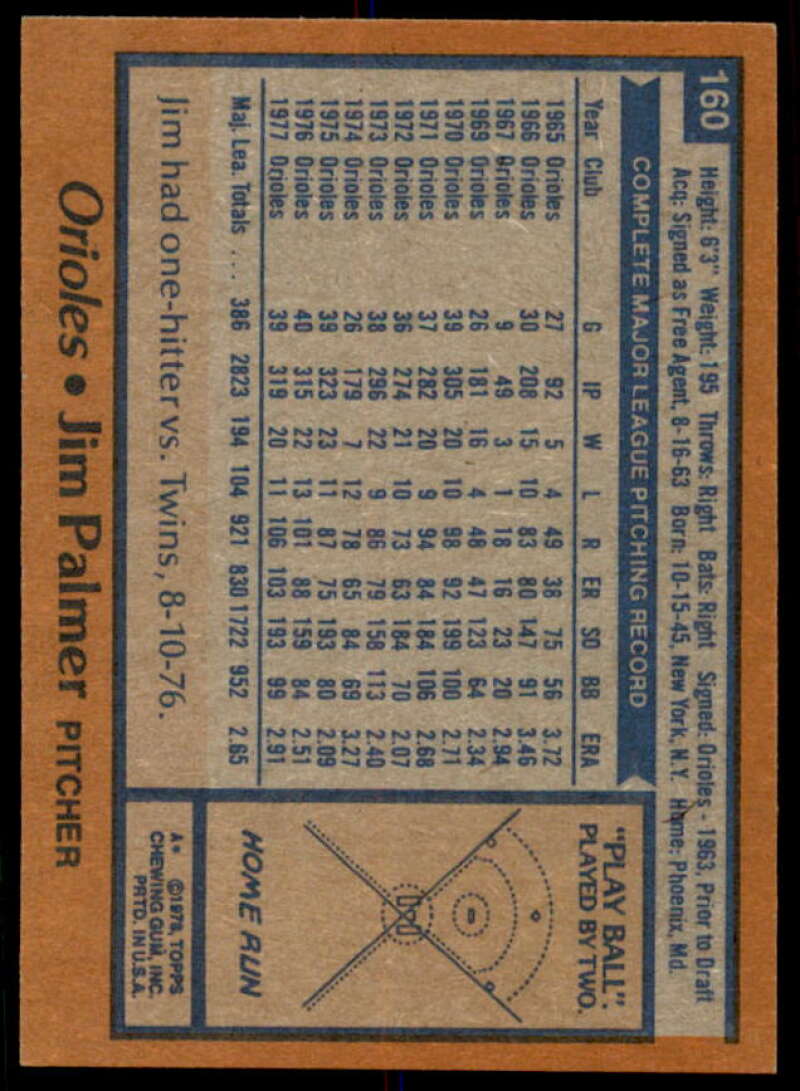 160
Height: 6'3" Weight: 195 Throws: Right Bats: Right Signed: Orioles - 1963, Prior to Draft
Acq: Signed as Free Agent, 8-16-63 Born: 10-15-45, New York, N.Y. Home: Phoenix, Md.
COMPLETE MAJOR LEAGUE PITCHING RECORD
Year Club G IP W L R ER SO BB ERA
1965 Orioles 27 92 5 4 49 38 75 56 3.72
1966 Orioles 30 208 15 10 83 80 147 91 3.46
1967 Orioles 9 49 3 1 18 16 23 20 2.94
1969 Orioles 26 181 16 4 48 47 123 64 2.34
1970 Orioles 39 305 20 10 98 92 199 100 2.71
1971 Orioles 37 282 20 9 94 84 184 106 2.68
1972 Orioles 36 274 21 10 73 63 184 70 2.07
1973 Orioles 38 296 22 9 86 79 158 113 2.40
1974 Orioles 26 179 7 12 78 65 84 69 3.27
1975 Orioles 39 323 23 11 87 75 193 80 2.09
1976 Orioles 40 315 22 13 101 88 159 84 2.51
1977 Orioles 39 319 20 11 106 103 193 99 2.91
Maj. Lea. Totals ... 386 2823 194 104 921 830 1722 952 2.65
Jim had one-hitter vs. Twins, 8-10-76.
Orioles • Jim Palmer PITCHER
"PLAY BALL".
PLAYED BY TWO.
HOME RUN
A* ©1978, TOPPS
CHEWING GUM, INC.
PRTD. IN U.S.A.